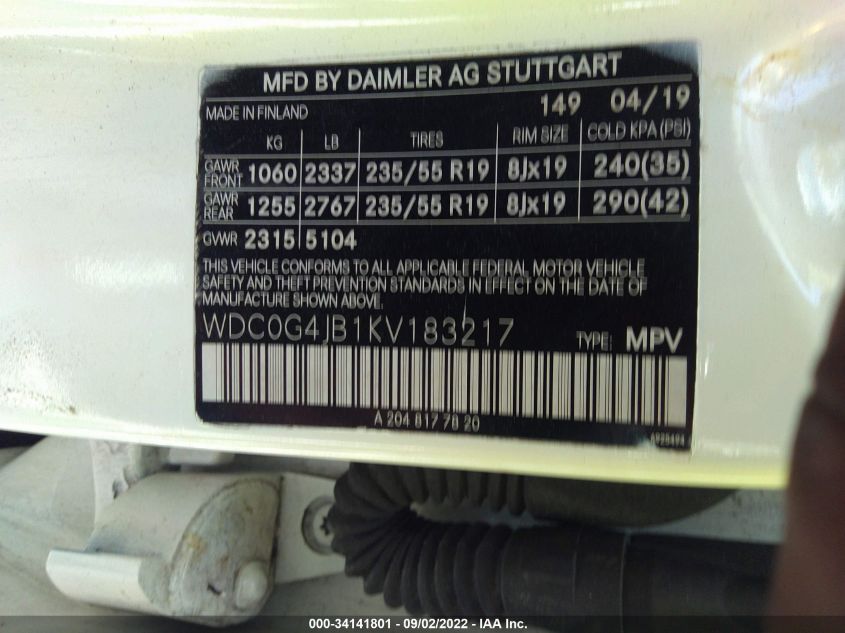 MFD BY DAIMLER AG STUTTGART
MADE IN FINLAND 149 04/19
KG LB TIRES RIM SIZE COLD KPA (PSI)
GAWR FRONT 1060 2337 235/55 R19 8Jx19 240(35)
GAWR REAR 1255 2767 235/55 R19 8Jx19 290(42)
GVWR 2315 5104
THIS VEHICLE CONFORMS TO ALL APPLICABLE FEDERAL MOTOR VEHICLE
SAFETY AND THEFT PREVENTION STANDARDS IN EFFECT ON THE DATE OF
MANUFACTURE SHOWN ABOVE.
WDC0G4JB1KV183217 TYPE: MPV
A 204 817 78 20
000-34141801 - 09/02/2022 - IAA Inc.